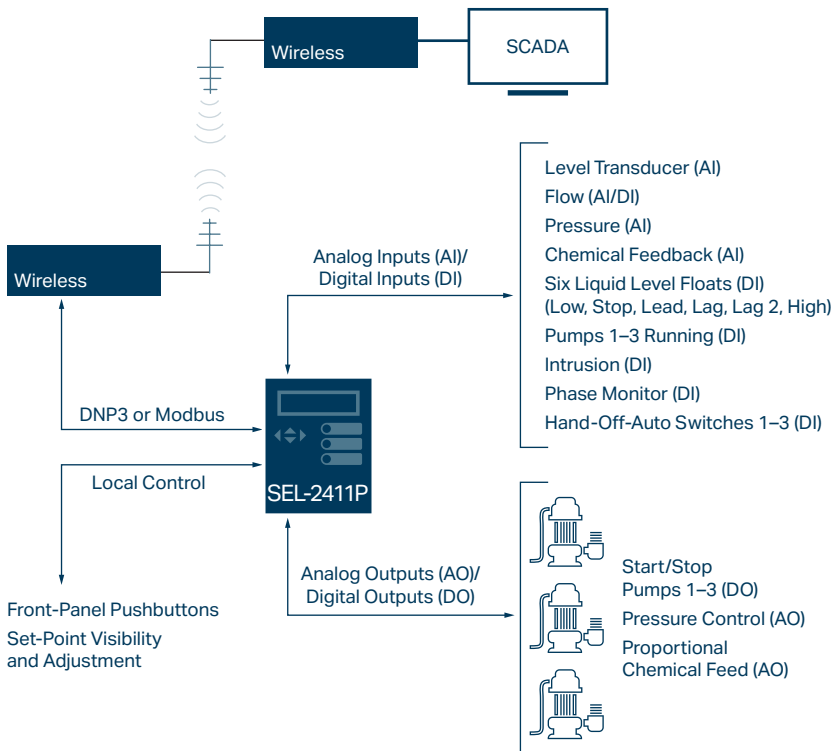 Wireless
SCADA
Wireless
Analog Inputs (AI)/
Digital Inputs (DI)
Level Transducer (AI)
Flow (AI/DI)
Pressure (AI)
Chemical Feedback (AI)
Six Liquid Level Floats (DI)
(Low, Stop, Lead, Lag, Lag 2, High)
Pumps 1–3 Running (DI)
Intrusion (DI)
Phase Monitor (DI)
Hand-Off-Auto Switches 1–3 (DI)
DNP3 or Modbus
Local Control
SEL-2411P
Front-Panel Pushbuttons
Set-Point Visibility
and Adjustment
Analog Outputs (AO)/
Digital Outputs (DO)
Start/Stop
Pumps 1–3 (DO)
Pressure Control (AO)
Proportional
Chemical Feed (AO)